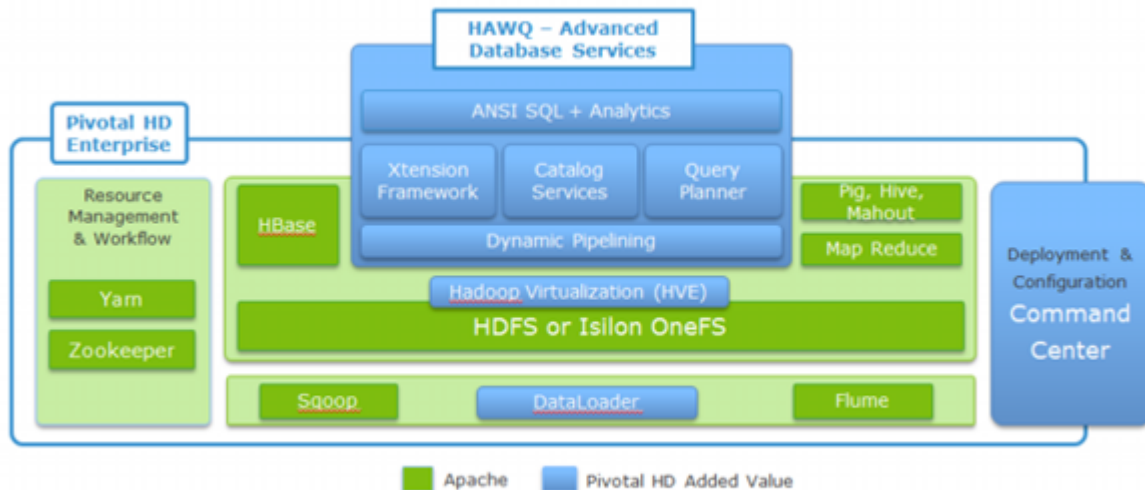 HAWQ – Advanced
Database Services
ANSI SQL + Analytics
Pivotal HD
Enterprise
Xtension
Framework
Catalog
Services
Query
Planner
Dynamic Pipelining
Resource
Management
& Workflow
Yarn
Zookeeper
HBase
Pig, Hive,
Mahout
Map Reduce
Hadoop Virtualization (HVE)
HDFS or Isilon OneFS
Deployment &
Configuration
Command
Center
Sqoop
DataLoader
Flume
Apache
Pivotal HD Added Value